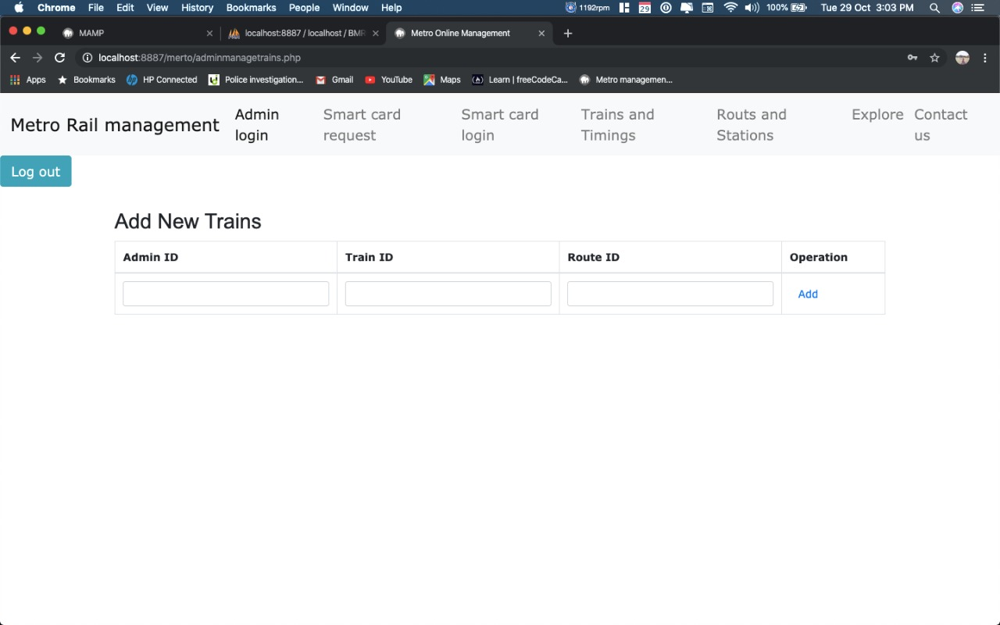 Chrome File Edit View History Bookmarks People Window Help 1192rpm 29 100% Tue 29 Oct 3:03 PM
MAMP localhost:8887 / localhost / BMR Metro Online Management
localhost:8887/merto/adminmanagetrains.php
Apps Bookmarks HP Connected Police investigation... Gmail YouTube Maps Learn | freeCodeCa... Metro managemen...
Metro Rail management Admin login Smart card request Smart card login Trains and Timings Routs and Stations Explore Contact us
Log out
Add New Trains
Admin ID Train ID Route ID Operation
Add